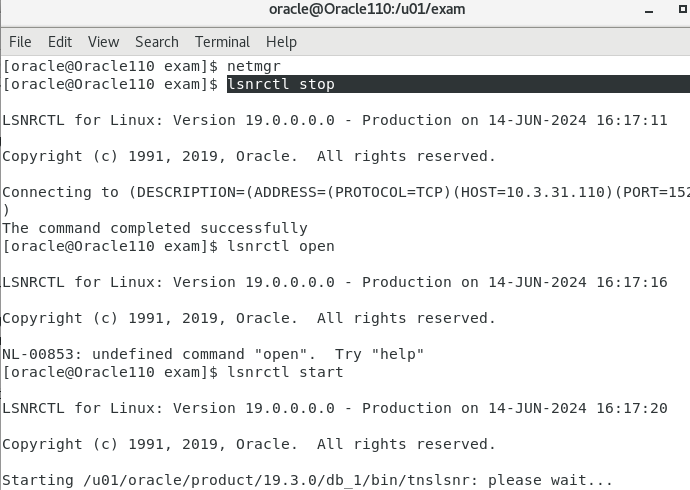 oracle@Oracle110:/u01/exam
File Edit View Search Terminal Help
[oracle@Oracle110 exam]$ netmgr
[oracle@Oracle110 exam]$ lsnrctl stop
LSNRCTL for Linux: Version 19.0.0.0.0 - Production on 14-JUN-2024 16:17:11
Copyright (c) 1991, 2019, Oracle.  All rights reserved.
Connecting to (DESCRIPTION=(ADDRESS=(PROTOCOL=TCP)(HOST=10.3.31.110)(PORT=152
)
The command completed successfully
[oracle@Oracle110 exam]$ lsnrctl open
LSNRCTL for Linux: Version 19.0.0.0.0 - Production on 14-JUN-2024 16:17:16
Copyright (c) 1991, 2019, Oracle.  All rights reserved.
NL-00853: undefined command "open".  Try "help"
[oracle@Oracle110 exam]$ lsnrctl start
LSNRCTL for Linux: Version 19.0.0.0.0 - Production on 14-JUN-2024 16:17:20
Copyright (c) 1991, 2019, Oracle.  All rights reserved.
Starting /u01/oracle/product/19.3.0/db_1/bin/tnslsnr: please wait...